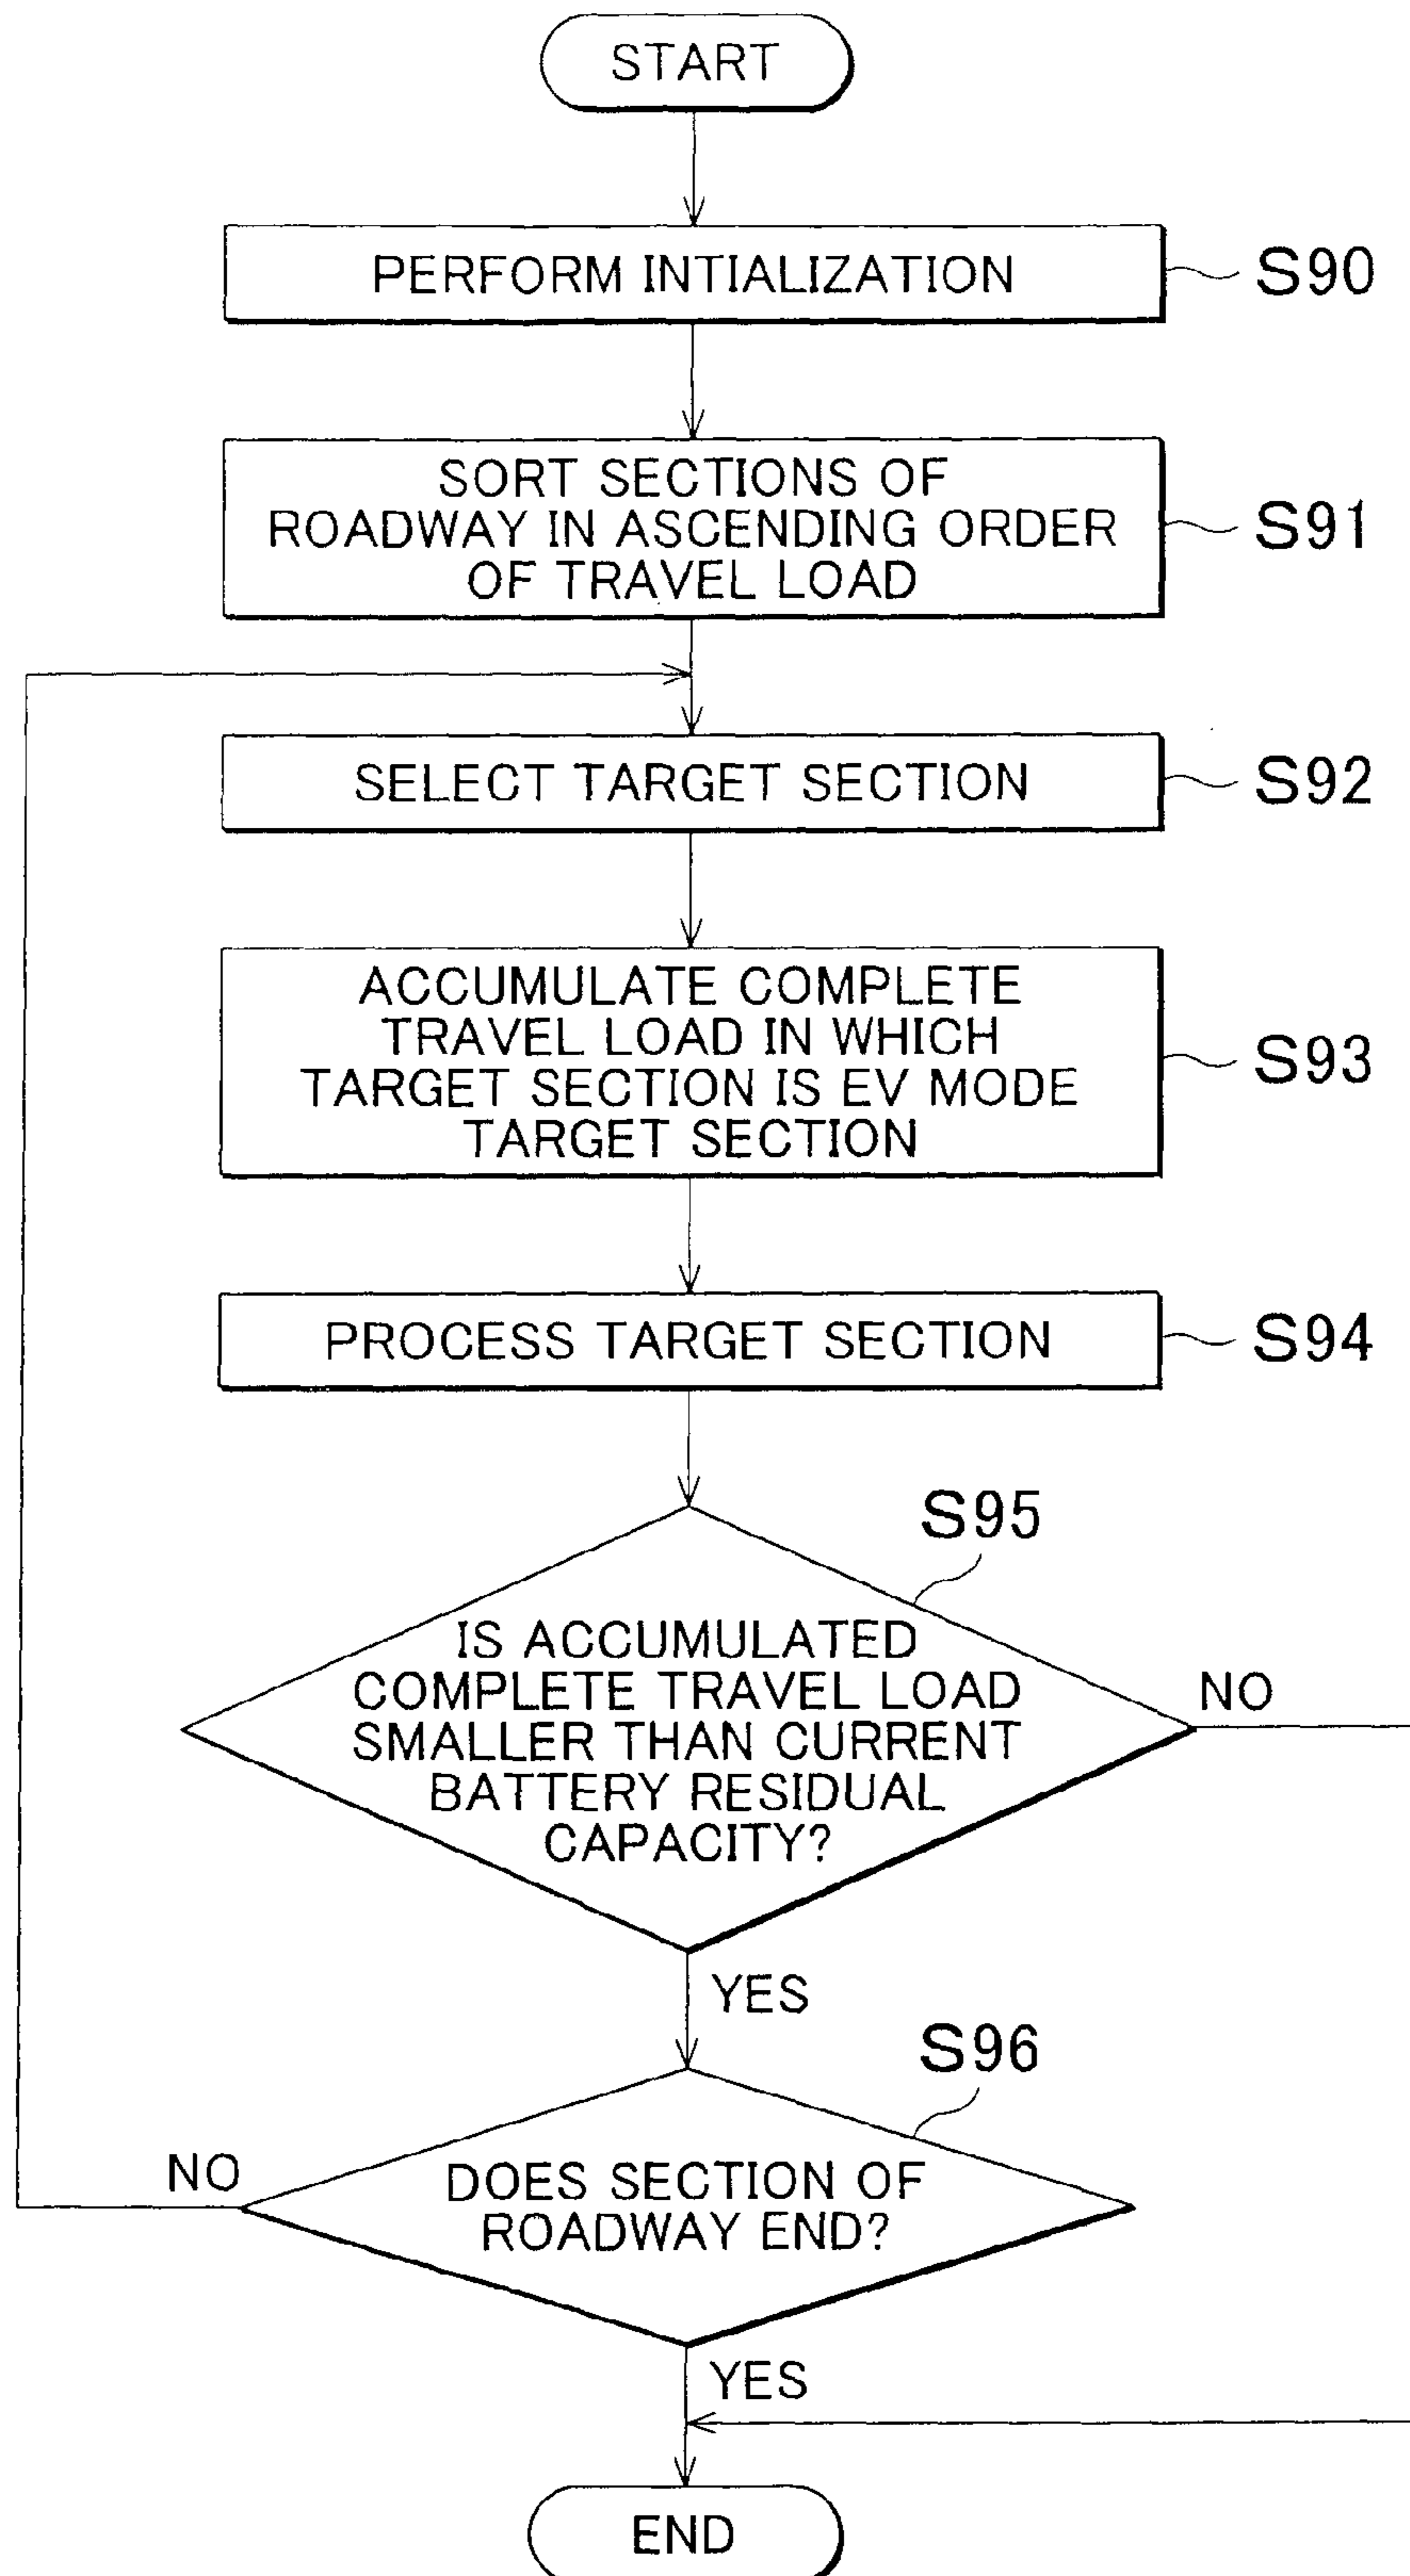 START
PERFORM INTIALIZATION
S90
SORT SECTIONS OF
ROADWAY IN ASCENDING ORDER
OF TRAVEL LOAD
S91
SELECT TARGET SECTION
S92
ACCUMULATE COMPLETE
TRAVEL LOAD IN WHICH
TARGET SECTION IS EV MODE
TARGET SECTION
S93
PROCESS TARGET SECTION
S94
S95
IS ACCUMULATED
COMPLETE TRAVEL LOAD
SMALLER THAN CURRENT
BATTERY RESIDUAL
CAPACITY?
NO
YES
S96
NO
DOES SECTION OF
ROADWAY END?
YES
END